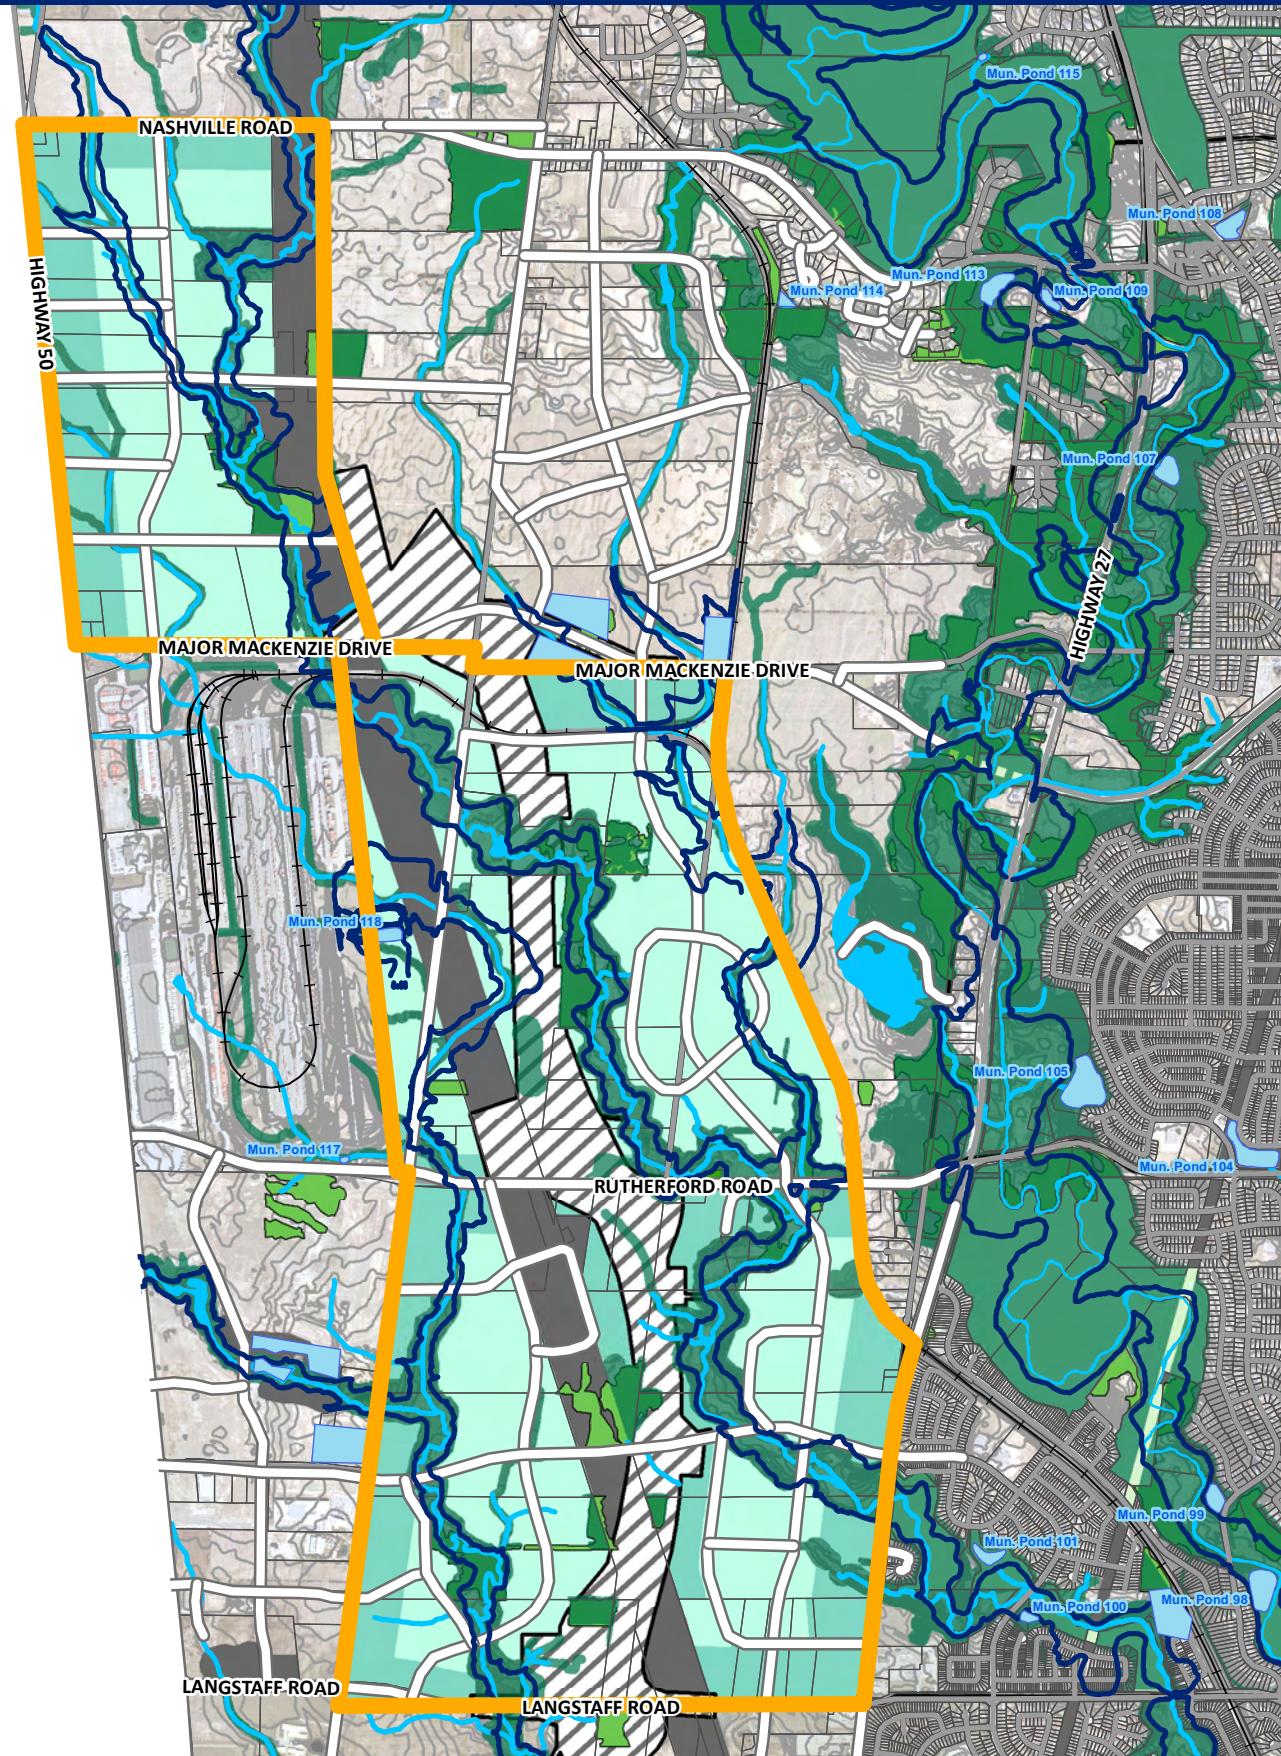 Mun. Pond 115
NASHVILLE ROAD
Mun. Pond 108
HIGHWAY 50
Mun. Pond 113
Mun. Pond 114
Mun. Pond 109
Mun. Pond 107
HIGHWAY 27
MAJOR MACKENZIE DRIVE
MAJOR MACKENZIE DRIVE
Mun. Pond 118
Mun. Pond 105
Mun. Pond 117
Mun. Pond 104
RUTHERFORD ROAD
Mun. Pond 99
Mun. Pond 101
Mun. Pond 98
Mun. Pond 100
LANGSTAFF ROAD
LANGSTAFF ROAD